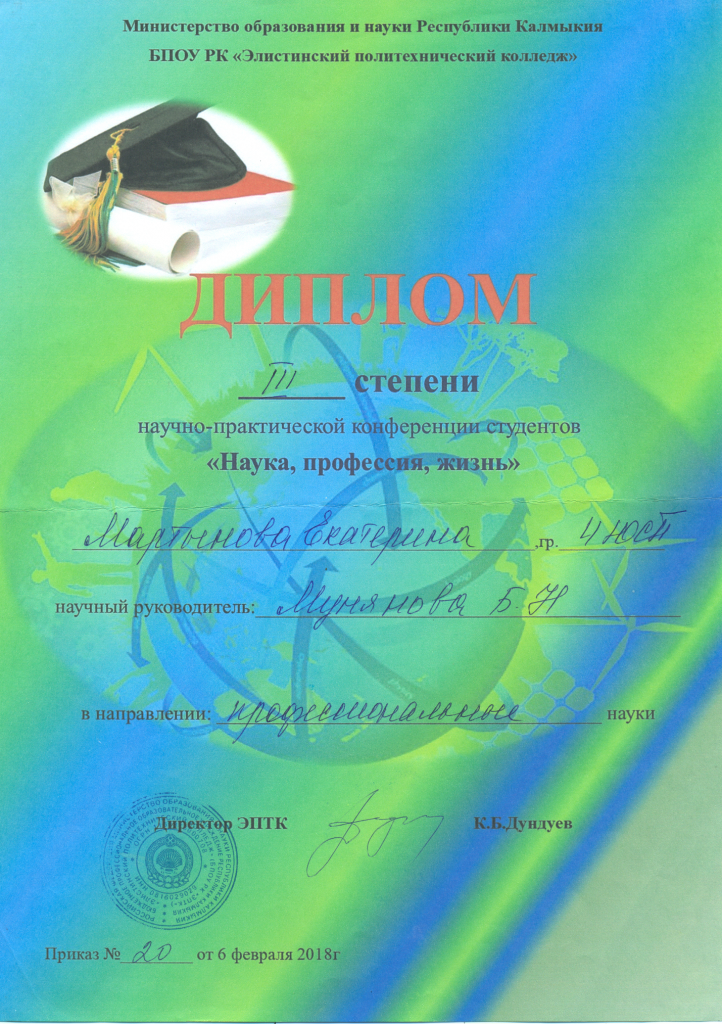 Министерство образования и науки Республики Калмыкия
БПОУ РК «Элистинский политехнический колледж»
ДИПЛОМ
III степени
научно-практической конференции студентов
«Наука, профессия, жизнь»
Мартынова Екатерина ,гр. 4 юсп
научный руководитель: Мунянова Б.Н
в направлении: профессиональные науки
Директор ЭПТК К.Б.Дундуев
Приказ № 20 от 6 февраля 2018г